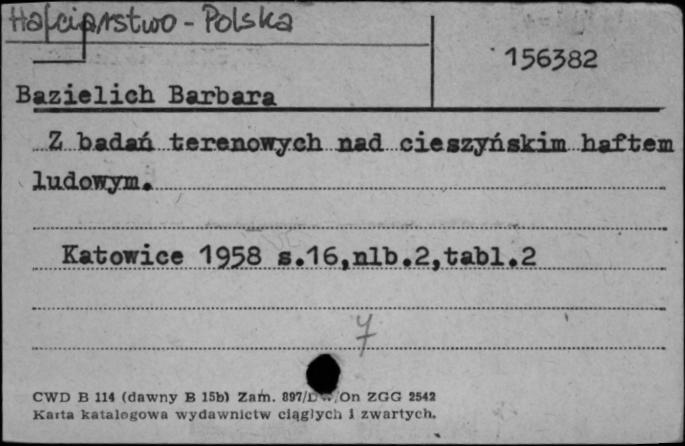 Hafciarstwo - Polska
156382
Bazielich Barbara
Z badań terenowych nad cieszyńskim haftem
ludowym.
Katowice 1958 s.16,nlb.2,tabl.2
7
CWD B 114 (dawny B 15b) Zam. 897/ /On ZGG 2542
Karta katalogowa wydawnictw ciągłych i zwartych.